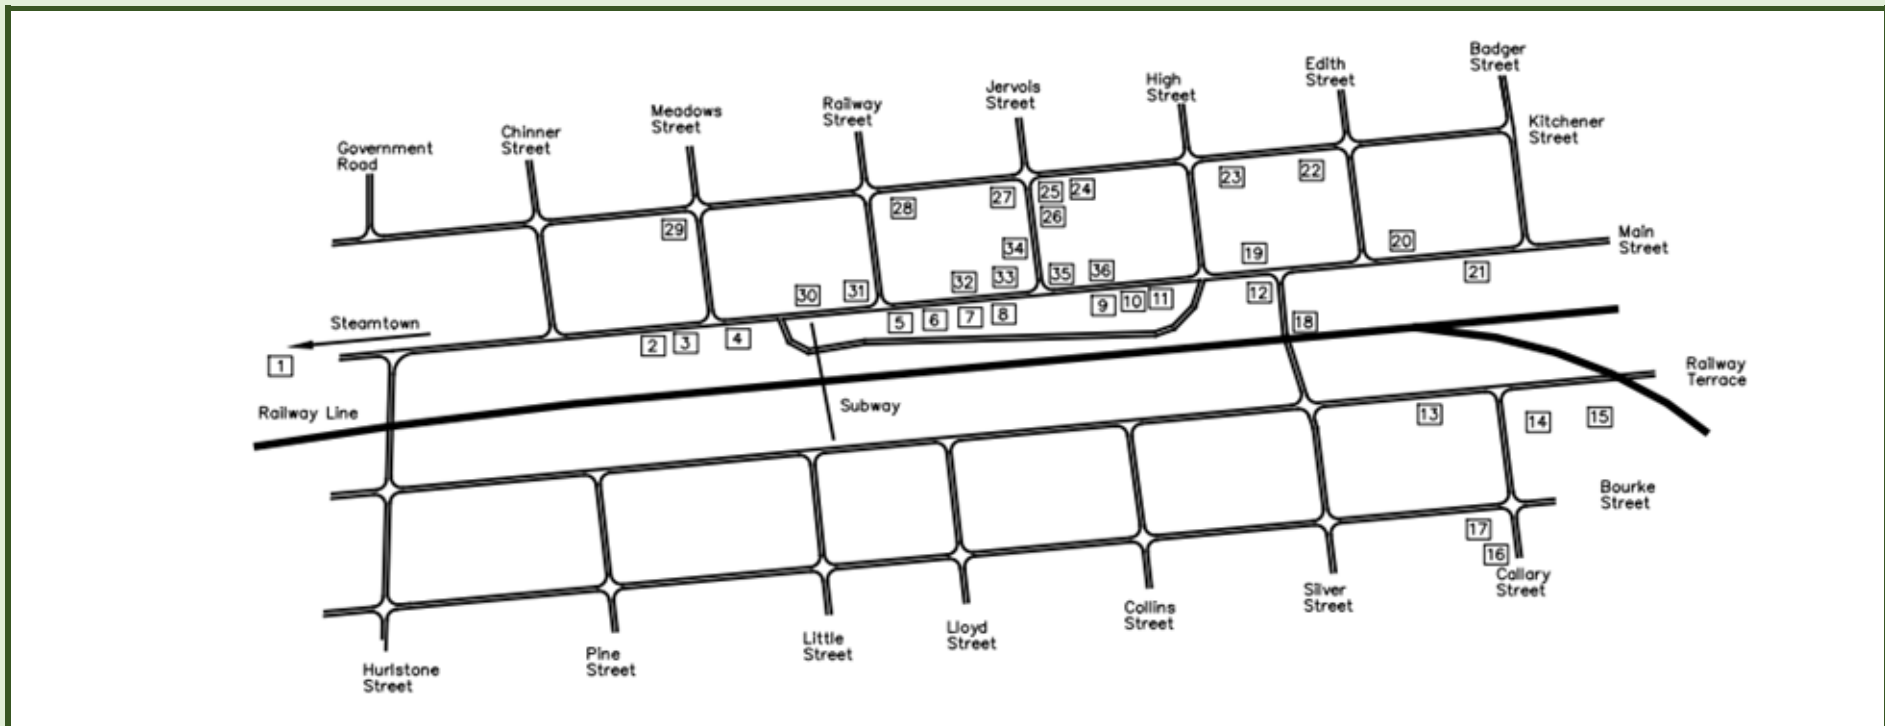 Badger
Street
Edith
Street
High
Street
Jervols
Street
Railway
Street
Meadows
Street
Chinner
Street
Government
Road
Kitchener
Street
22
23
24
25
26
27
28
29
34
Main
Street
19
20
21
36
35
33
32
31
30
12
11
10
9
8
7
6
5
4
3
2
18
Steamtown
1
Railway Line
Subway
Railway
Terrace
13
14
15
Bourke
Street
17
16
Callary
Street
Silver
Street
Collins
Street
Lloyd
Street
Little
Street
Pine
Street
Hurlstone
Street